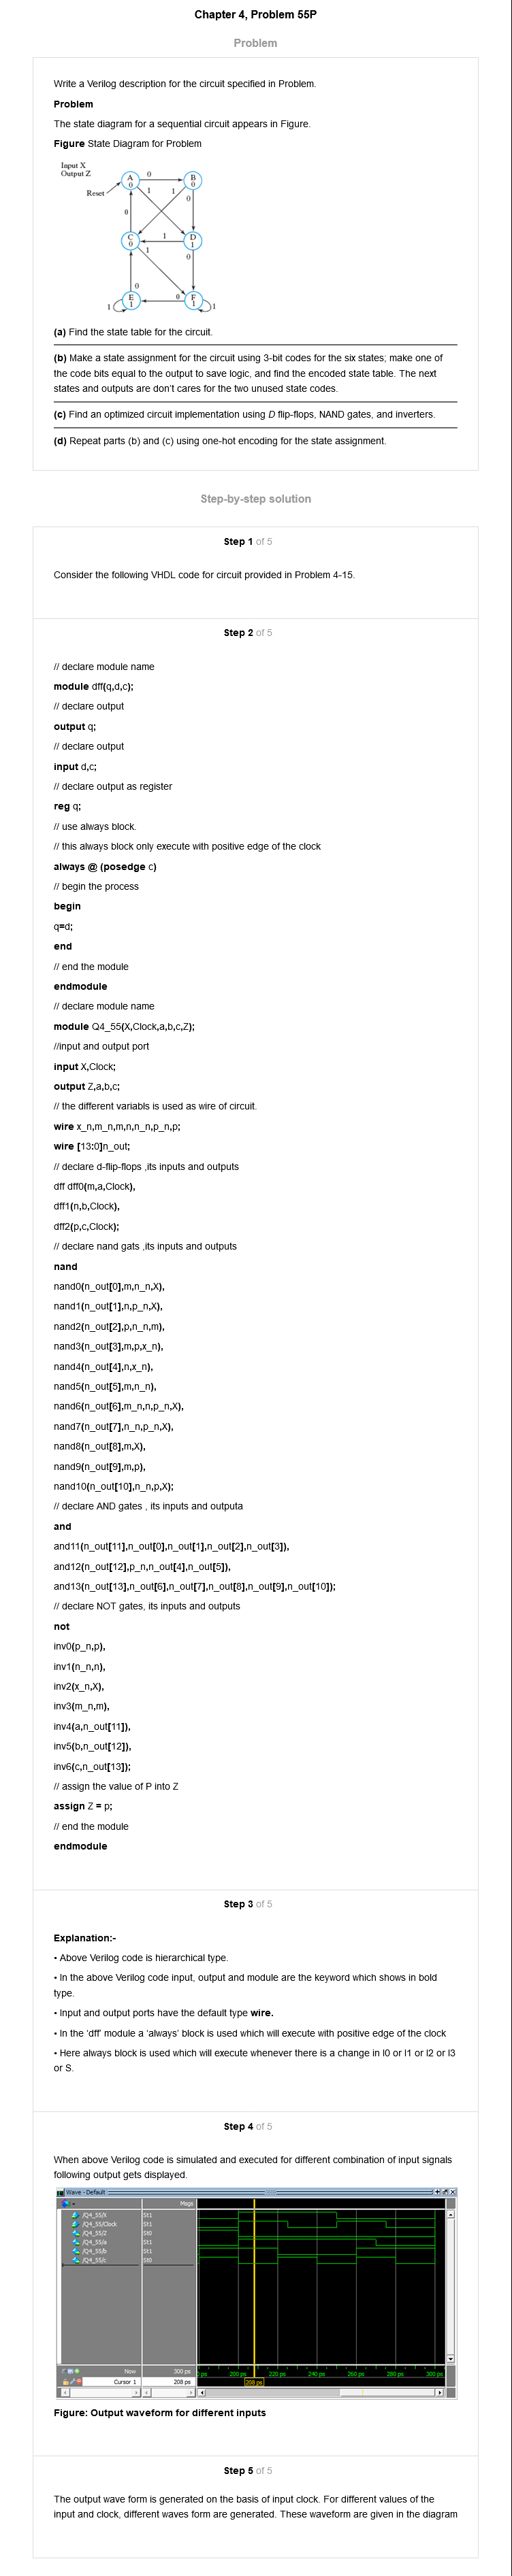 Chapter 4, Problem 55P
Problem
Write a Verilog description for the circuit specified in Problem.
Problem
The state diagram for a sequential circuit appears in Figure.
Figure State Diagram for Problem
Input X
Output Z
Reset
A
0
0
B
0
1
1
0
0
C
0
1
D
1
1
0
0
E
1
0
F
1
1
1
(a) Find the state table for the circuit.
(b) Make a state assignment for the circuit using 3-bit codes for the six states; make one of
the code bits equal to the output to save logic, and find the encoded state table. The next
states and outputs are don't cares for the two unused state codes.
(c) Find an optimized circuit implementation using D flip-flops, NAND gates, and inverters.
(d) Repeat parts (b) and (c) using one-hot encoding for the state assignment.
Step-by-step solution
Step 1 of 5
Consider the following VHDL code for circuit provided in Problem 4-15.
Step 2 of 5
// declare module name
module dff(q,d,c);
// declare output
output q;
// declare output
input d,c;
// declare output as register
reg q;
// use always block.
// this always block only execute with positive edge of the clock
always @ (posedge c)
// begin the process
begin
q=d;
end
// end the module
endmodule
// declare module name
module Q4_55(X,Clock,a,b,c,Z);
//input and output port
input X,Clock;
output Z,a,b,c;
// the different variabls is used as wire of circuit.
wire x_n,m_n,m,n,n_n,p_n,p;
wire [13:0]n_out;
// declare d-flip-flops ,its inputs and outputs
dff dff0(m,a,Clock),
dff1(n,b,Clock),
dff2(p,c,Clock);
// declare nand gats ,its inputs and outputs
nand
nand0(n_out[0],m,n_n,X),
nand1(n_out[1],n,p_n,X),
nand2(n_out[2],p,n_n,m),
nand3(n_out[3],m,p,x_n),
nand4(n_out[4],n,x_n),
nand5(n_out[5],m,n_n),
nand6(n_out[6],m_n,n,p_n,X),
nand7(n_out[7],n_n,p_n,X),
nand8(n_out[8],m,X),
nand9(n_out[9],m,p),
nand10(n_out[10],n_n,p,X);
// declare AND gates , its inputs and outputa
and
and11(n_out[11],n_out[0],n_out[1],n_out[2],n_out[3]),
and12(n_out[12],p_n,n_out[4],n_out[5]),
and13(n_out[13],n_out[6],n_out[7],n_out[8],n_out[9],n_out[10]);
// declare NOT gates, its inputs and outputs
not
inv0(p_n,p),
inv1(n_n,n),
inv2(x_n,X),
inv3(m_n,m),
inv4(a,n_out[11]),
inv5(b,n_out[12]),
inv6(c,n_out[13]);
// assign the value of P into Z
assign Z = p;
// end the module
endmodule
Step 3 of 5
Explanation:-
• Above Verilog code is hierarchical type.
• In the above Verilog code input, output and module are the keyword which shows in bold
type.
• Input and output ports have the default type wire.
• In the 'dff' module a 'always' block is used which will execute with positive edge of the clock
• Here always block is used which will execute whenever there is a change in I0 or I1 or I2 or I3
or S.
Step 4 of 5
When above Verilog code is simulated and executed for different combination of input signals
following output gets displayed.
Wave - Default
Msgs
/Q4_55/X St1
/Q4_55/Clock St1
/Q4_55/Z St0
/Q4_55/a St1
/Q4_55/b St1
/Q4_55/c St0
Now 300 ps
ps 200 ps 220 ps 240 ps 260 ps 280 ps 300 ps
Cursor 1 208 ps
208 ps
Figure: Output waveform for different inputs
Step 5 of 5
The output wave form is generated on the basis of input clock. For different values of the
input and clock, different waves form are generated. These waveform are given in the diagram